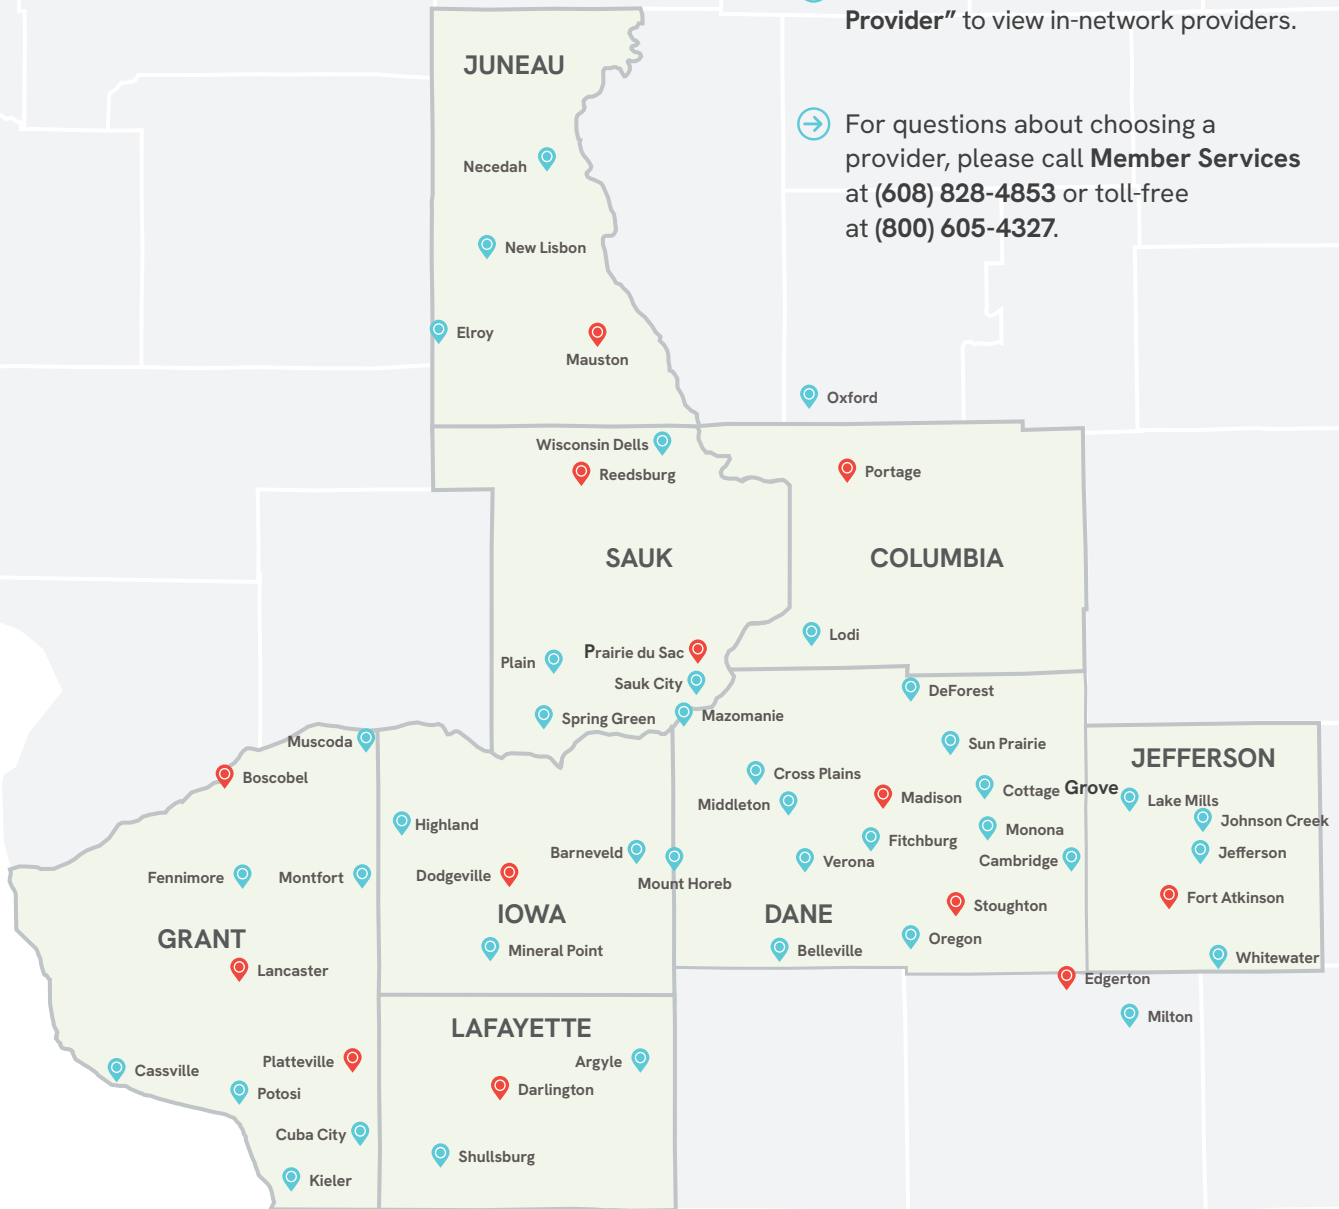 Provider” to view in-network providers.
For questions about choosing a
provider, please call Member Services
at (608) 828-4853 or toll-free
at (800) 605-4327.
JUNEAU
Necedah
New Lisbon
Elroy
Mauston
Oxford
Wisconsin Dells
Reedsburg
Portage
SAUK
COLUMBIA
Lodi
Prairie du Sac
Plain
Sauk City
DeForest
Spring Green
Mazomanie
Muscoda
Sun Prairie
JEFFERSON
Boscobel
Cross Plains
Cottage Grove
Middleton
Madison
Lake Mills
Johnson Creek
Highland
Monona
Fitchburg
Barneveld
Jefferson
Verona
Cambridge
Dodgeville
Fennimore
Montfort
Mount Horeb
Fort Atkinson
Stoughton
IOWA
DANE
GRANT
Oregon
Mineral Point
Belleville
Whitewater
Lancaster
Edgerton
Milton
LAFAYETTE
Platteville
Argyle
Cassville
Darlington
Potosi
Cuba City
Shullsburg
Kieler